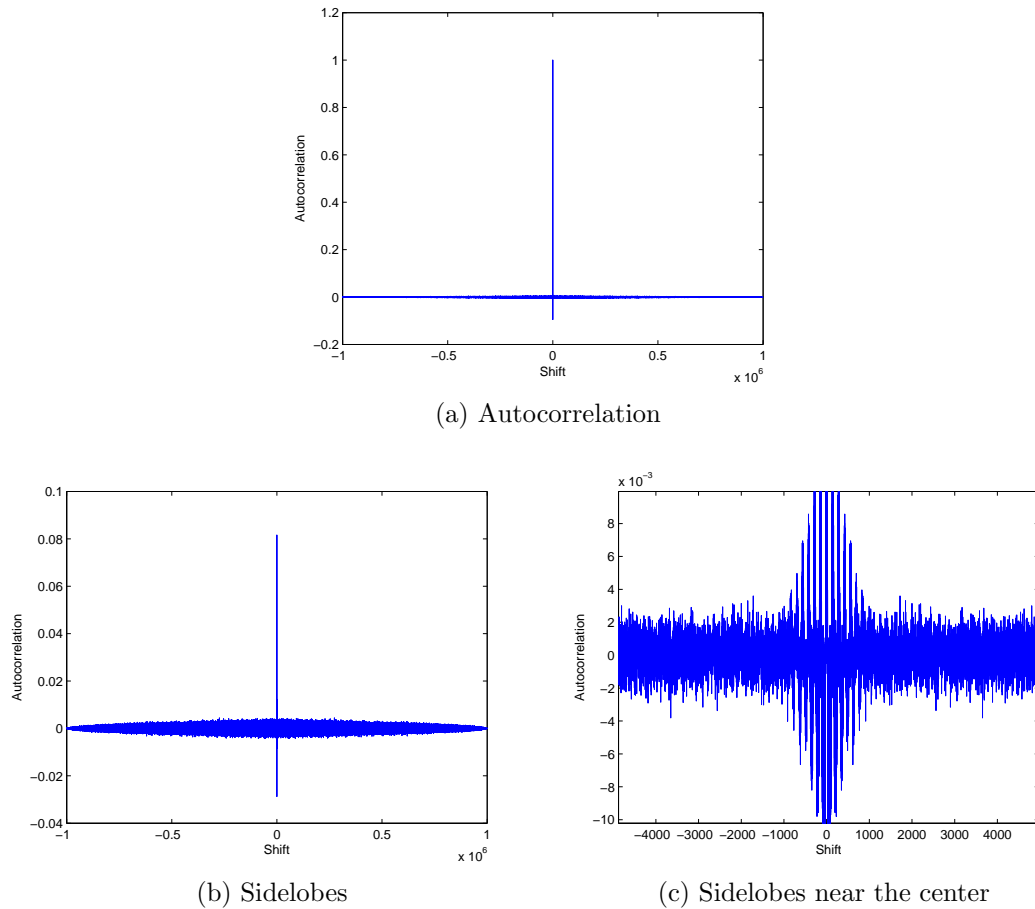 1.2
1
0.8
0.6
0.4
0.2
0
−0.2
Autocorrelation
−1 −0.5 0 0.5 1
Shift
x 10^6
(a) Autocorrelation
0.1
0.08
0.06
0.04
0.02
0
−0.02
−0.04
Autocorrelation
−1 −0.5 0 0.5 1
Shift
x 10^6
(b) Sidelobes
x 10^−3
8
6
4
2
0
−2
−4
−6
−8
−10
Autocorrelation
−4000 −3000 −2000 −1000 0 1000 2000 3000 4000
Shift
(c) Sidelobes near the center